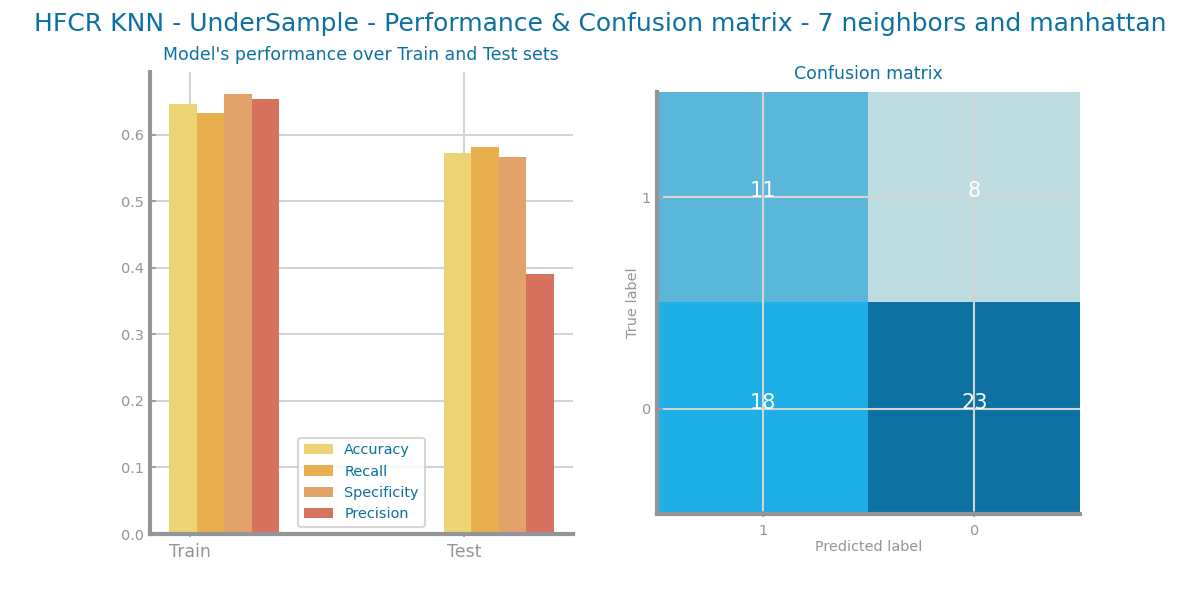 HFCR KNN - UnderSample - Performance & Confusion matrix - 7 neighbors and manhattan
Model's performance over Train and Test sets
0.6
0.5
0.4
0.3
0.2
0.1
0.0
Accuracy
Recall
Specificity
Precision
Train
Test
Confusion matrix
True label
1
0
11
8
18
23
1
0
Predicted label